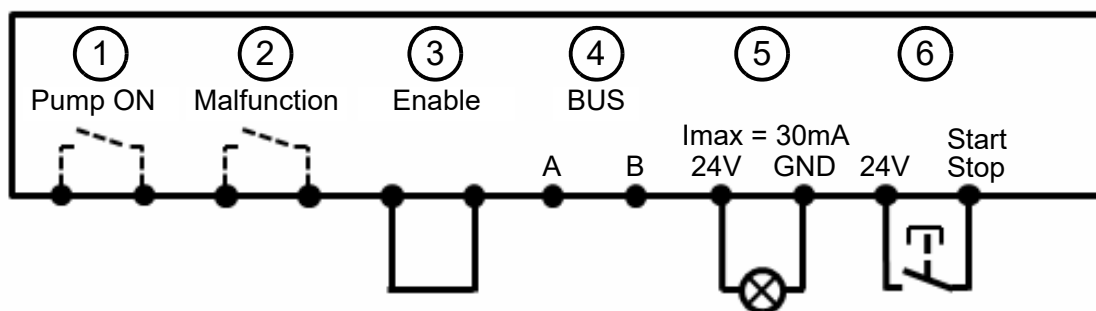 1 2 3 4 5 6
Pump ON Malfunction Enable BUS
Imax = 30mA Start
A B 24V GND 24V Stop